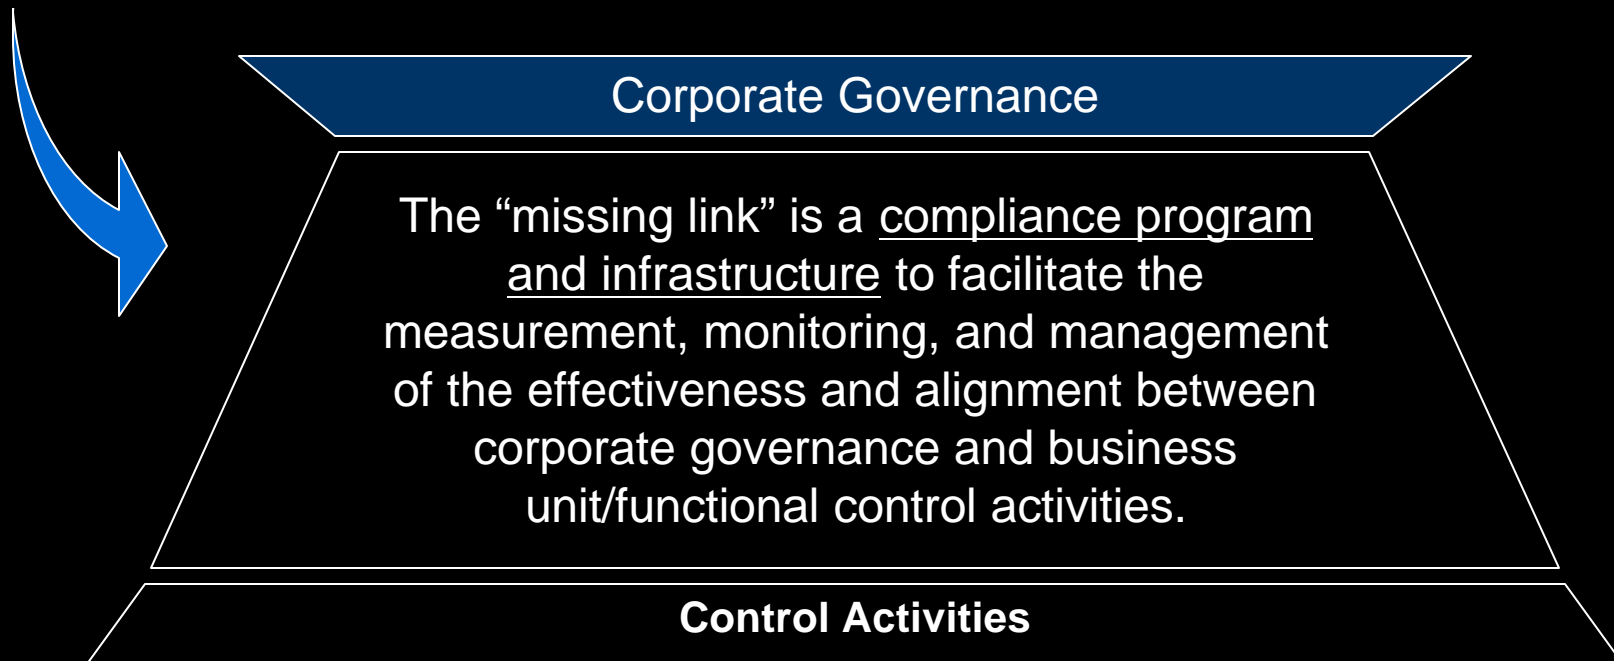 Corporate Governance
The “missing link” is a compliance program
and infrastructure to facilitate the
measurement, monitoring, and management
of the effectiveness and alignment between
corporate governance and business
unit/functional control activities.
Control Activities